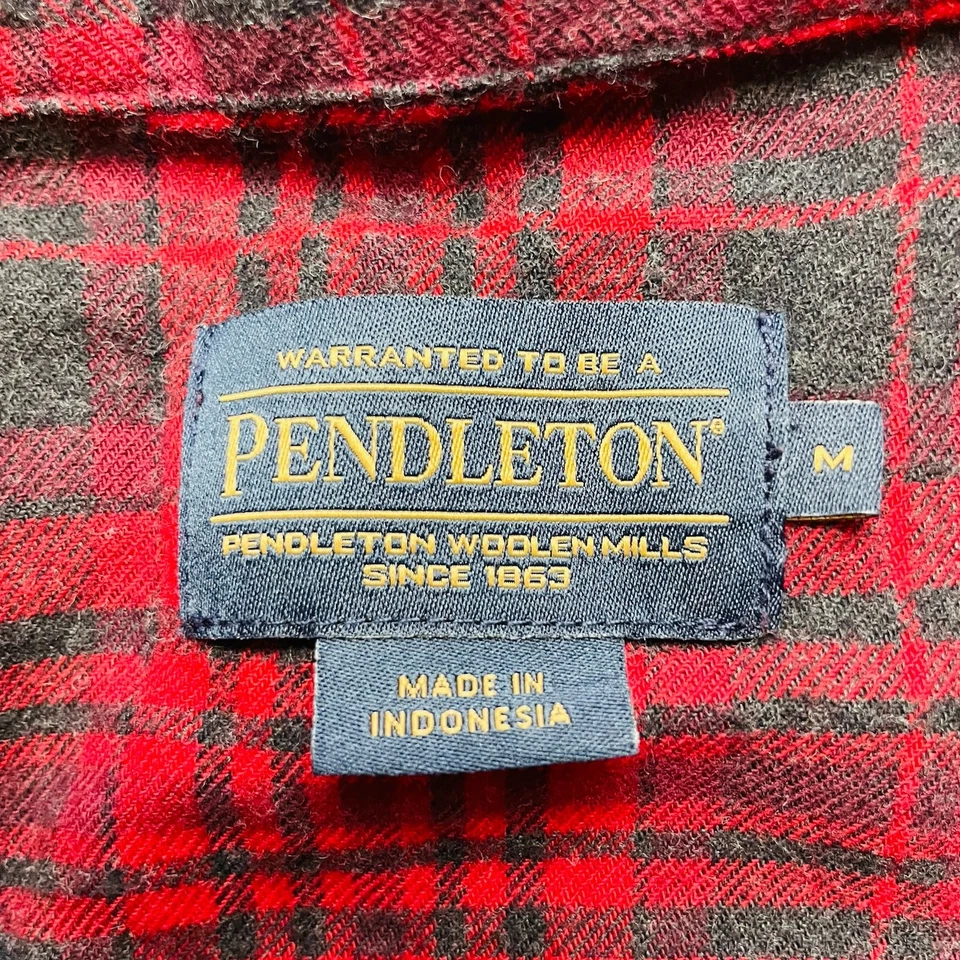 WARRANTED TO BE A
PENDLETON®
PENDLETON WOOLEN MILLS
SINCE 1863
M
MADE IN
INDONESIA